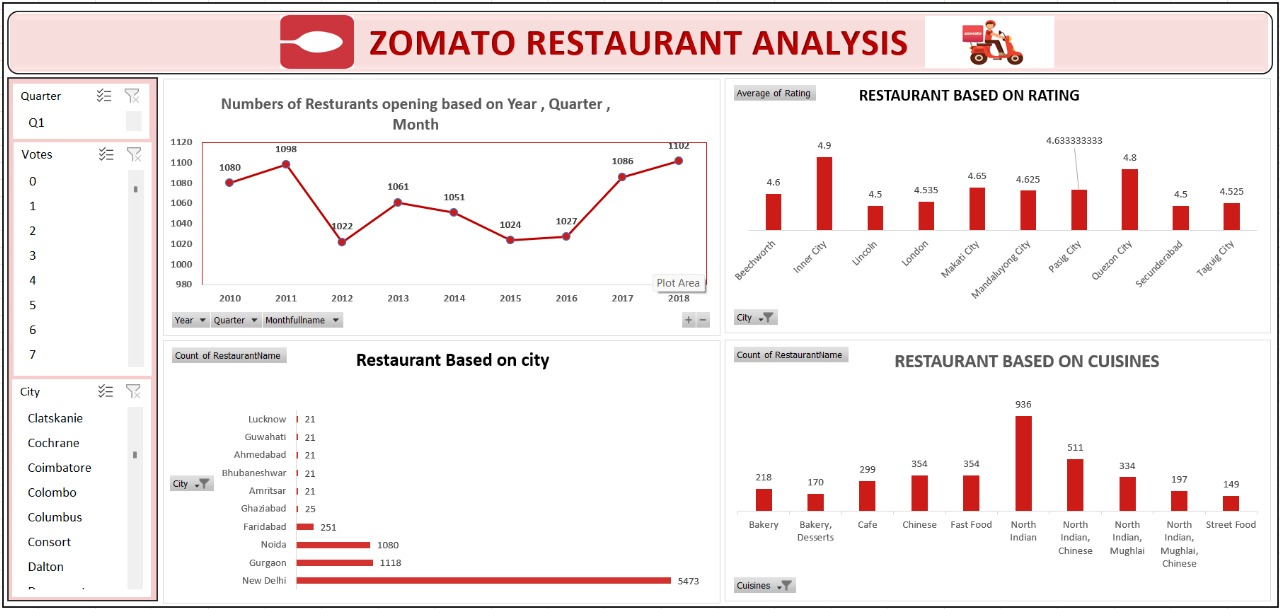 ZOMATO RESTAURANT ANALYSIS
Quarter
Q1
Votes
0
1
2
3
4
5
6
7
City
Clatskanie
Cochrane
Coimbatore
Colombo
Columbus
Consort
Dalton
Numbers of Resturants opening based on Year , Quarter ,
Month
1120
1100
1080
1060
1040
1020
1000
980
1080
1098
1022
1061
1051
1024
1027
1086
1102
Plot Area
2010 2011 2012 2013 2014 2015 2016 2017 2018
Year Quarter Monthfullname
+ −
Average of Rating
RESTAURANT BASED ON RATING
4.6
4.9
4.5
4.535
4.65
4.625
4.633333333
4.8
4.5
4.525
Beechworth
Inner City
Lincoln
London
Makati City
Mandaluyong City
Pasig City
Quezon City
Secunderabad
Taguig City
City
Count of RestaurantName
Restaurant Based on city
Lucknow 21
Guwahati 21
Ahmedabad 21
Bhubaneshwar 21
Amritsar 21
Ghaziabad 25
Faridabad 251
Noida 1080
Gurgaon 1118
New Delhi 5473
City
Count of RestaurantName
RESTAURANT BASED ON CUISINES
218
170
299
354
354
936
511
334
197
149
Bakery
Bakery,
Desserts
Cafe
Chinese
Fast Food
North
Indian
North
Indian,
Chinese
North
Indian,
Mughlai
North
Indian,
Mughlai,
Chinese
Street Food
Cuisines